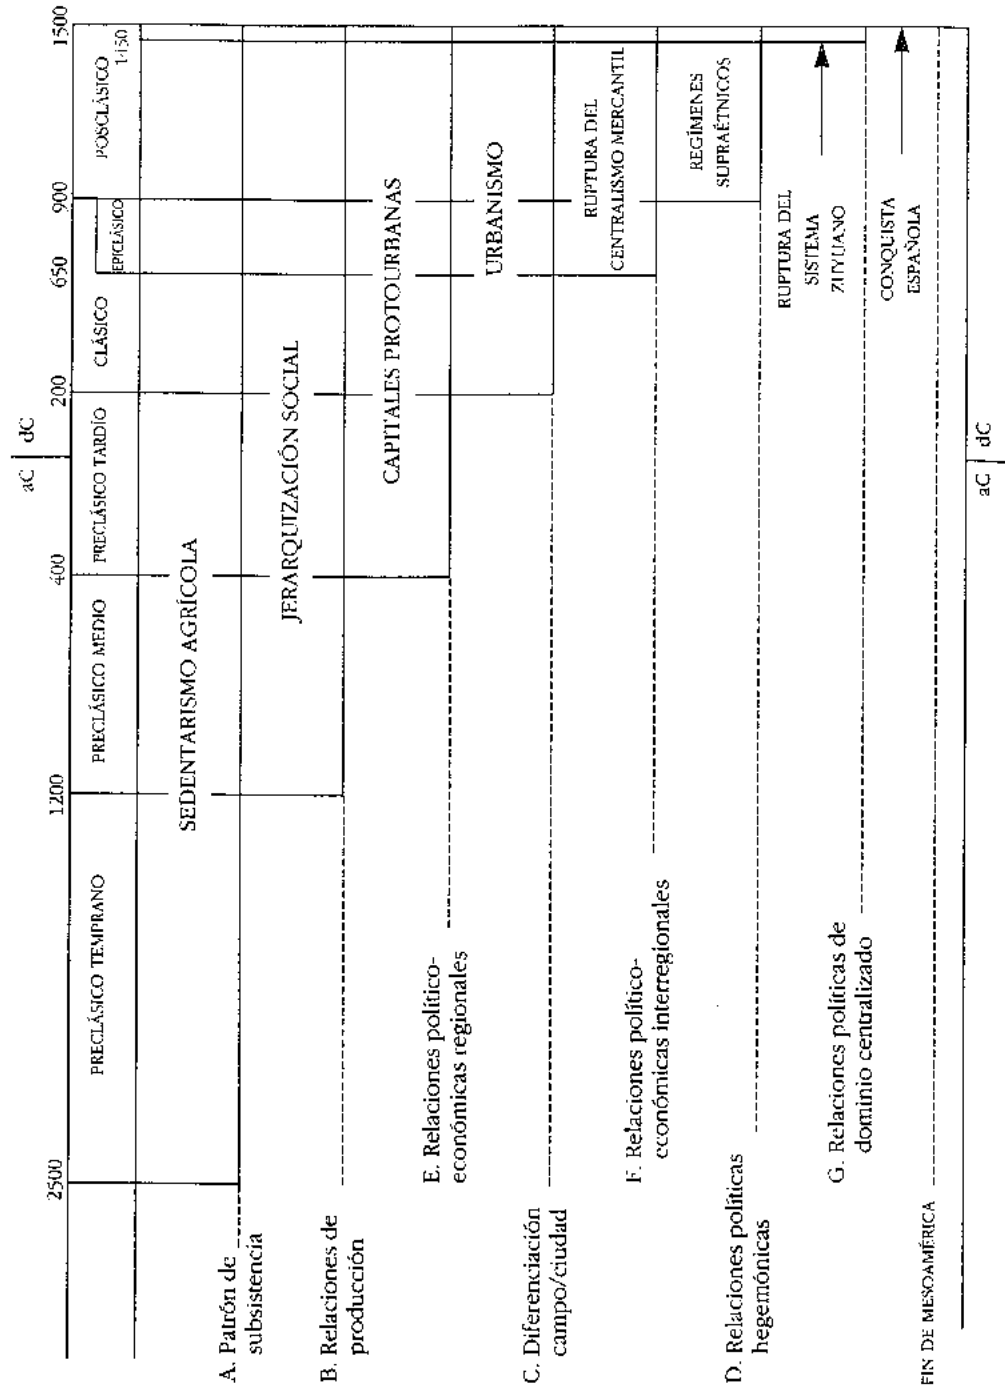 aC | dC
2500
1200
400
200
650
900
1500
PRECLÁSICO TEMPRANO
PRECLÁSICO MEDIO
PRECLÁSICO TARDÍO
CLÁSICO
EPICLÁSICO
POSCLÁSICO
1450
A. Patrón de
subsistencia
SEDENTARISMO AGRÍCOLA
B. Relaciones de
producción
JERARQUIZACIÓN SOCIAL
E. Relaciones político-
económicas regionales
CAPITALES PROTOURBANAS
C. Diferenciación
campo/ciudad
URBANISMO
F. Relaciones político-
económicas interregionales
RUPTURA DEL
CENTRALISMO MERCANTIL
D. Relaciones políticas
hegemónicas
REGÍMENES
SUPRAÉTNICOS
G. Relaciones políticas de
dominio centralizado
RUPTURA DEL
SISTEMA
ZUYUANO
FIN DE MESOAMÉRICA
CONQUISTA
ESPAÑOLA
aC | dC